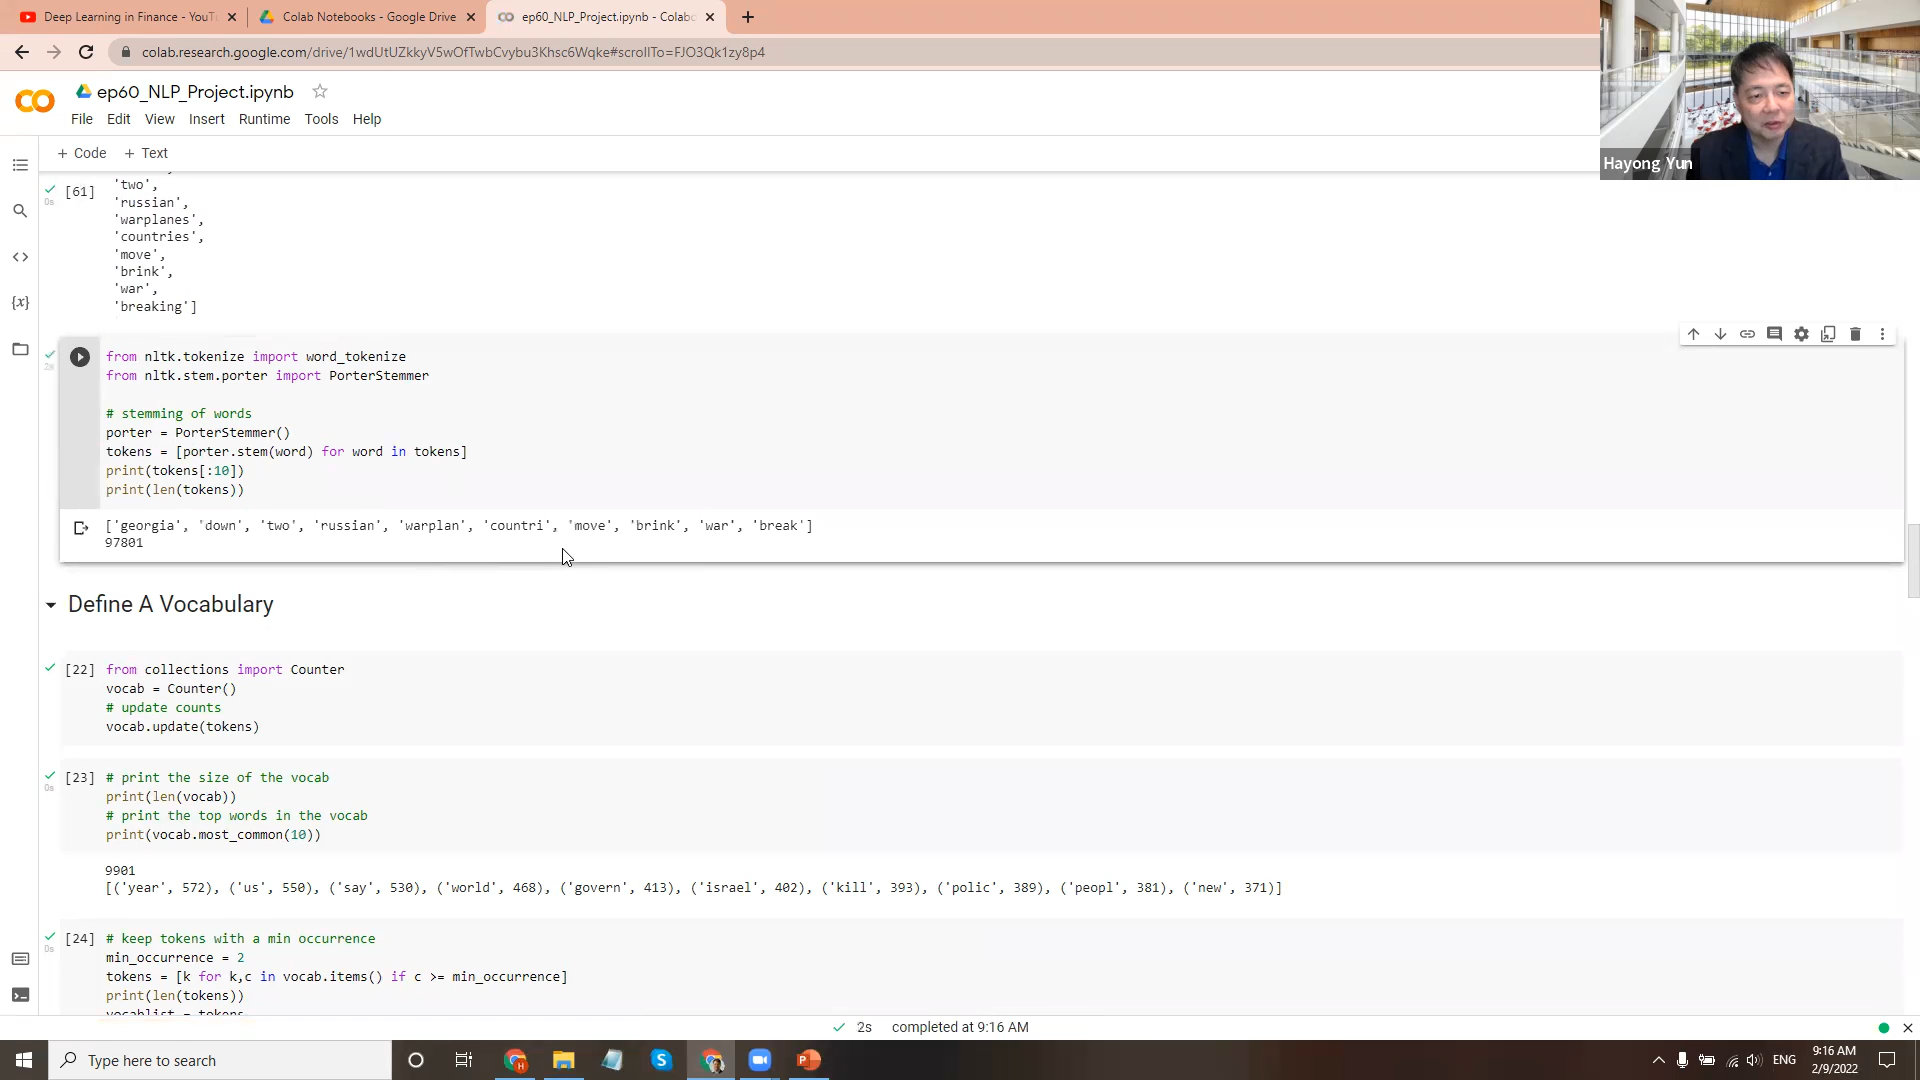 Deep Learning in Finance - YouT
Colab Notebooks - Google Drive
ep60_NLP_Project.ipynb - Colabo
colab.research.google.com/drive/1wdUtUZkkyV5wOfTwbCvybu3Khsc6Wqke#scrollTo=FJO3Qk1zy8p4
ep60_NLP_Project.ipynb
File Edit View Insert Runtime Tools Help
Hayong Yun
+ Code + Text
[61] 'two',
0s
'russian',
'warplanes',
'countries',
'move',
'brink',
'war',
'breaking']
from nltk.tokenize import word_tokenize
2s
from nltk.stem.porter import PorterStemmer
# stemming of words
porter = PorterStemmer()
tokens = [porter.stem(word) for word in tokens]
print(tokens[:10])
print(len(tokens))
['georgia', 'down', 'two', 'russian', 'warplan', 'countri', 'move', 'brink', 'war', 'break']
97801
Define A Vocabulary
[22] from collections import Counter
vocab = Counter()
# update counts
vocab.update(tokens)
[23] # print the size of the vocab
0s
print(len(vocab))
# print the top words in the vocab
print(vocab.most_common(10))
9901
[('year', 572), ('us', 550), ('say', 530), ('world', 468), ('govern', 413), ('israel', 402), ('kill', 393), ('polic', 389), ('peopl', 381), ('new', 371)]
[24] # keep tokens with a min occurrence
0s
min_occurrence = 2
tokens = [k for k,c in vocab.items() if c >= min_occurrence]
print(len(tokens))
vocablist = tokens
2s completed at 9:16 AM
Type here to search
ENG
9:16 AM
2/9/2022